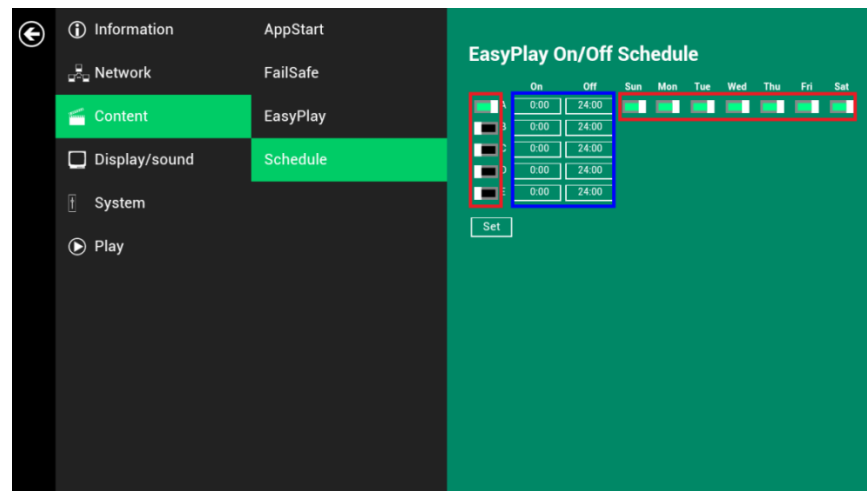 Information
Network
Content
Display/sound
System
Play
AppStart
FailSafe
EasyPlay
Schedule
EasyPlay On/Off Schedule
On Off Sun Mon Tue Wed Thu Fri Sat
A 0:00 24:00
B 0:00 24:00
C 0:00 24:00
D 0:00 24:00
E 0:00 24:00
Set